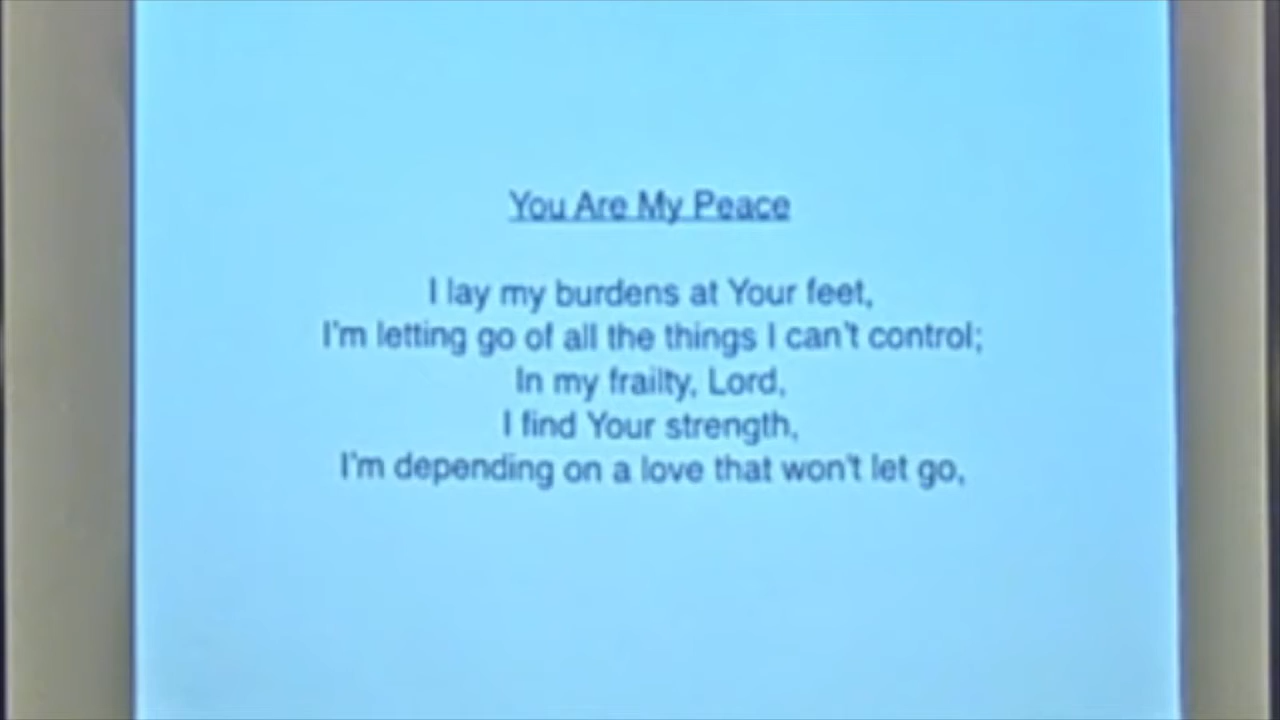 You Are My Peace
I lay my burdens at Your feet,
I'm letting go of all the things I can't control;
In my frailty, Lord,
I find Your strength,
I'm depending on a love that won't let go,